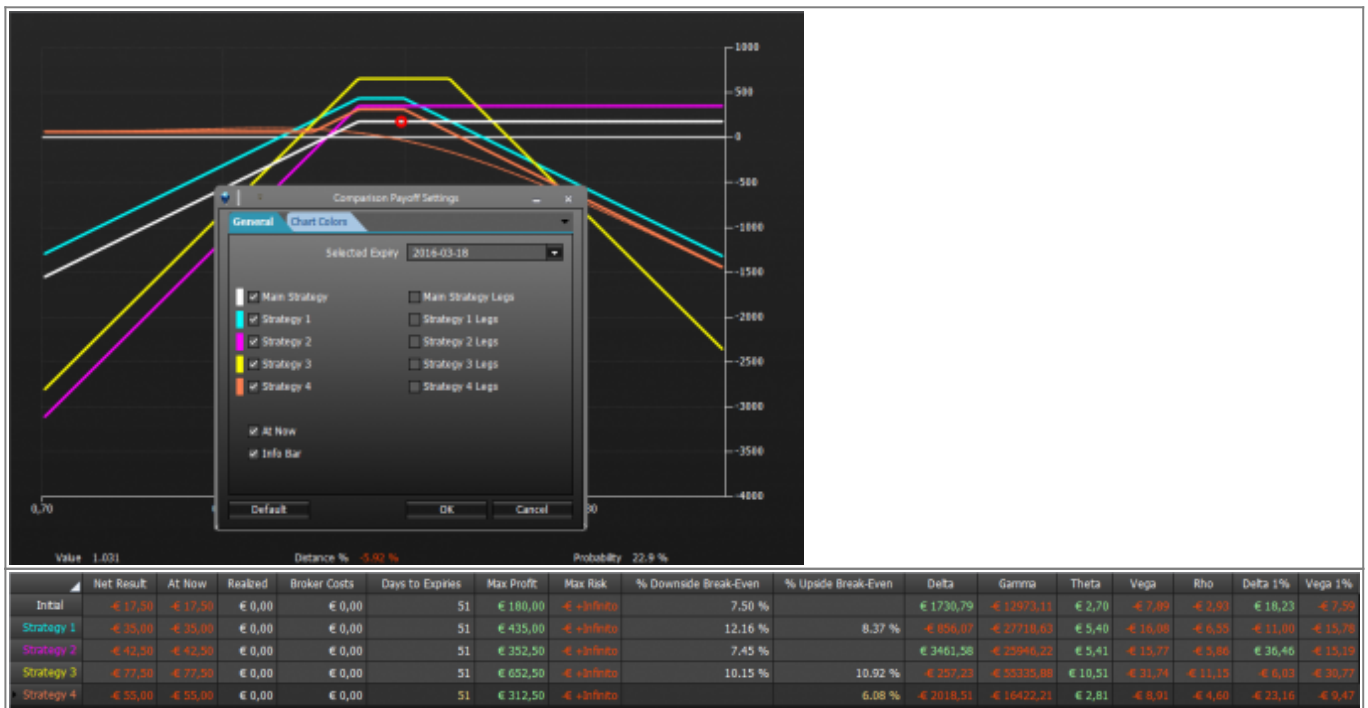 1000
500
0
-500
Comparison Payoff Settings
General Chart Colors
-1000
Selected Expiry 2016-03-18
-1500
Main Strategy Main Strategy Legs
Strategy 1 Strategy 1 Legs
-2000
Strategy 2 Strategy 2 Legs
Strategy 3 Strategy 3 Legs
-2500
Strategy 4 Strategy 4 Legs
-3000
At Now
Info Bar
-3500
-4000
0,70 Default OK Cancel
Value 1.031 Distance % -5.92 % Probability 22.9 %
Net Result At Now Realized Broker Costs Days to Expiries Max Profit Max Risk % Downside Break-Even % Upside Break-Even Delta Gamma Theta Vega Rho Delta 1% Vega 1%
Initial -€ 17,50 -€ 17,50 € 0,00 € 0,00 51 € 180,00 -€ +Infinito 7.50 % € 1730,79 -€ 12973,11 € 2,70 -€ 7,89 -€ 2,93 € 18,23 -€ 7,59
Strategy 1 -€ 35,00 -€ 35,00 € 0,00 € 0,00 51 € 435,00 -€ +Infinito 12.16 % 8.37 % -€ 856,07 -€ 27718,63 € 5,40 -€ 16,08 -€ 6,55 -€ 11,00 -€ 15,78
Strategy 2 -€ 42,50 -€ 42,50 € 0,00 € 0,00 51 € 352,50 -€ +Infinito 7.45 % € 3461,58 -€ 25946,22 € 5,41 -€ 15,77 -€ 5,86 € 36,46 -€ 15,19
Strategy 3 -€ 77,50 -€ 77,50 € 0,00 € 0,00 51 € 652,50 -€ +Infinito 10.15 % 10.92 % -€ 257,23 -€ 55335,88 € 10,51 -€ 31,74 -€ 11,15 -€ 6,03 -€ 30,77
Strategy 4 -€ 55,00 -€ 55,00 € 0,00 € 0,00 51 € 312,50 -€ +Infinito 6.08 % -€ 2018,51 -€ 16422,21 € 2,81 -€ 8,91 -€ 4,60 -€ 23,16 -€ 9,47